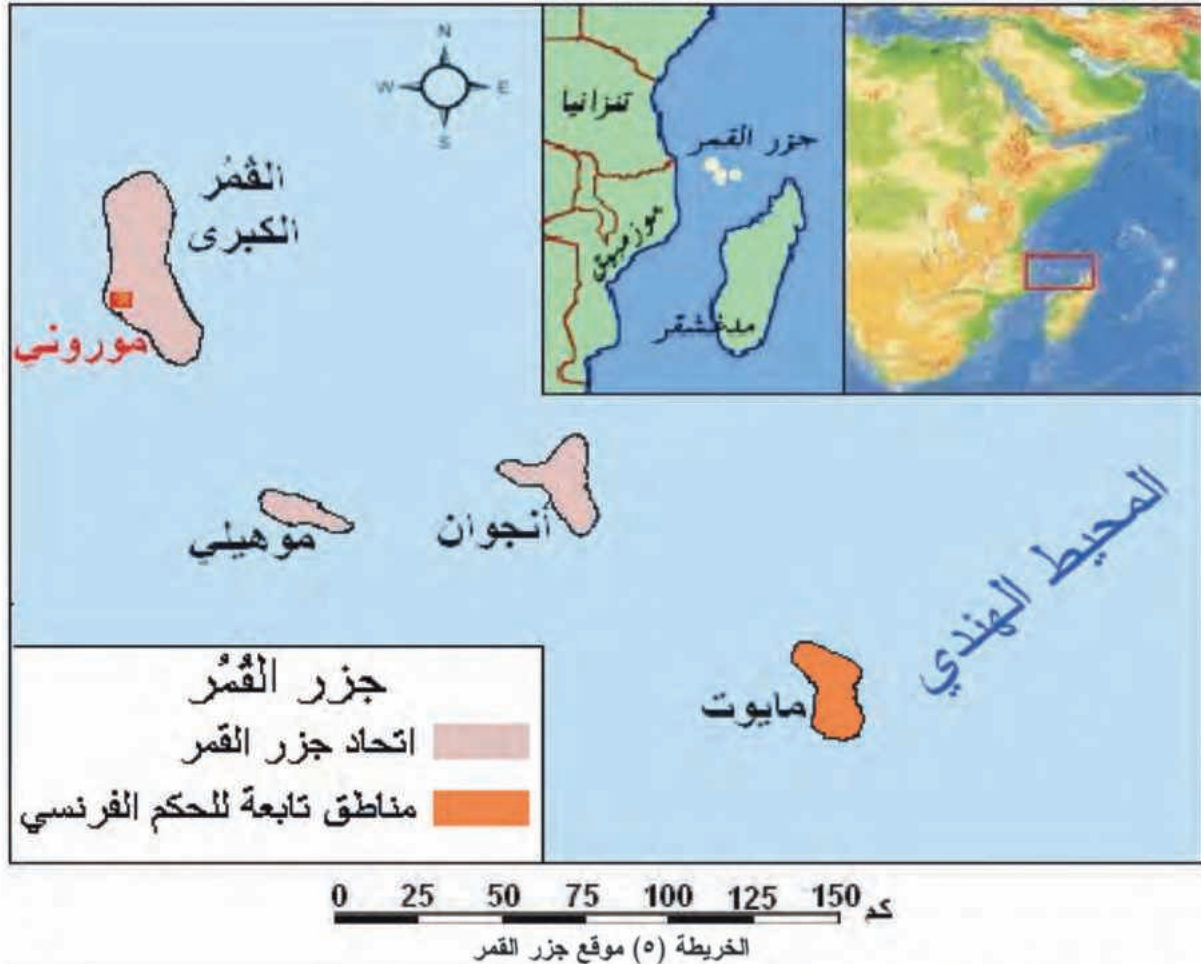 N
W
E
S
تنزانيا
جزر القمر
موزمبيق
مدغشقر
القُمُر
الكبرى
موروني
موهيلي
أنجوان
مايوت
المحيط الهندي
جزر القُمُر
اتحاد جزر القمر
مناطق تابعة للحكم الفرنسي
0 25 50 75 100 125 150 كم
الخريطة (٥) موقع جزر القمر